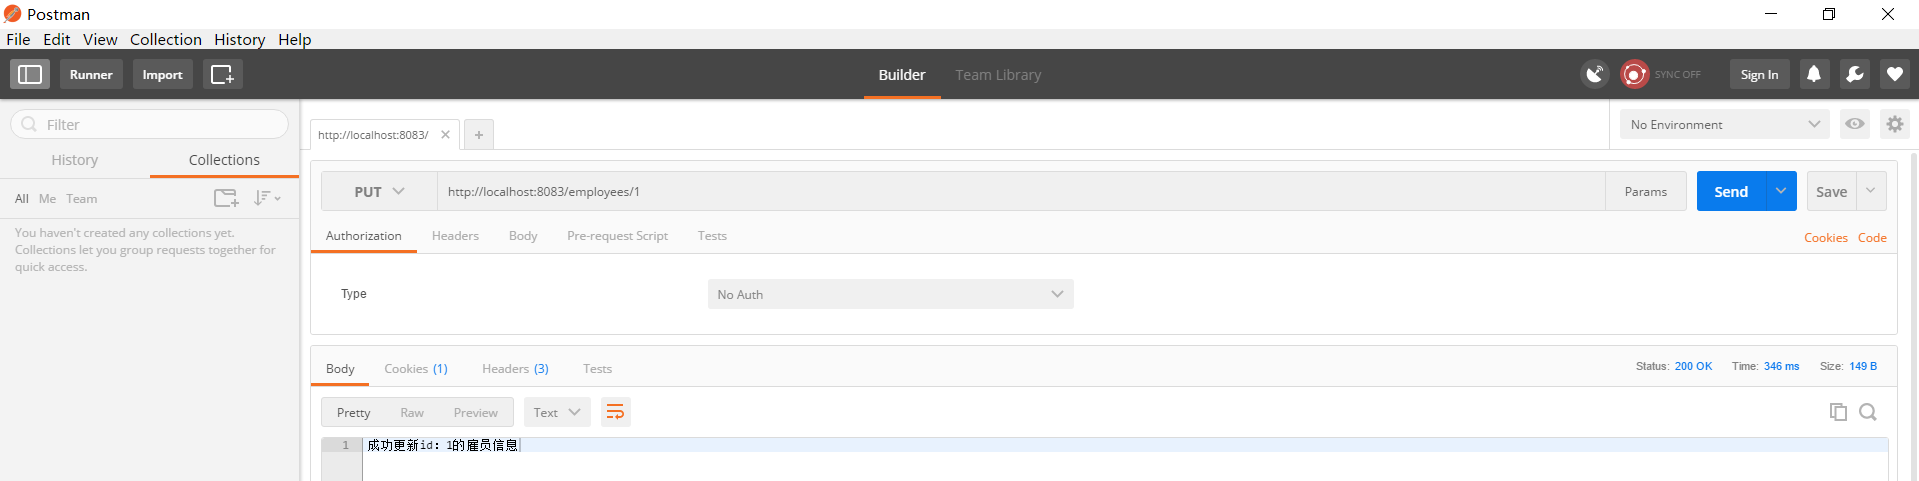 Postman
File Edit View Collection History Help
Runner Import Builder Team Library SYNC OFF Sign In
Filter
http://localhost:8083/
No Environment
History Collections
All Me Team
You haven't created any collections yet.
Collections let you group requests together for
quick access.
PUT http://localhost:8083/employees/1 Params Send Save
Authorization Headers Body Pre-request Script Tests Cookies Code
Type No Auth
Body Cookies (1) Headers (3) Tests Status: 200 OK Time: 346 ms Size: 149 B
Pretty Raw Preview Text
1 成功更新id：1的雇员信息